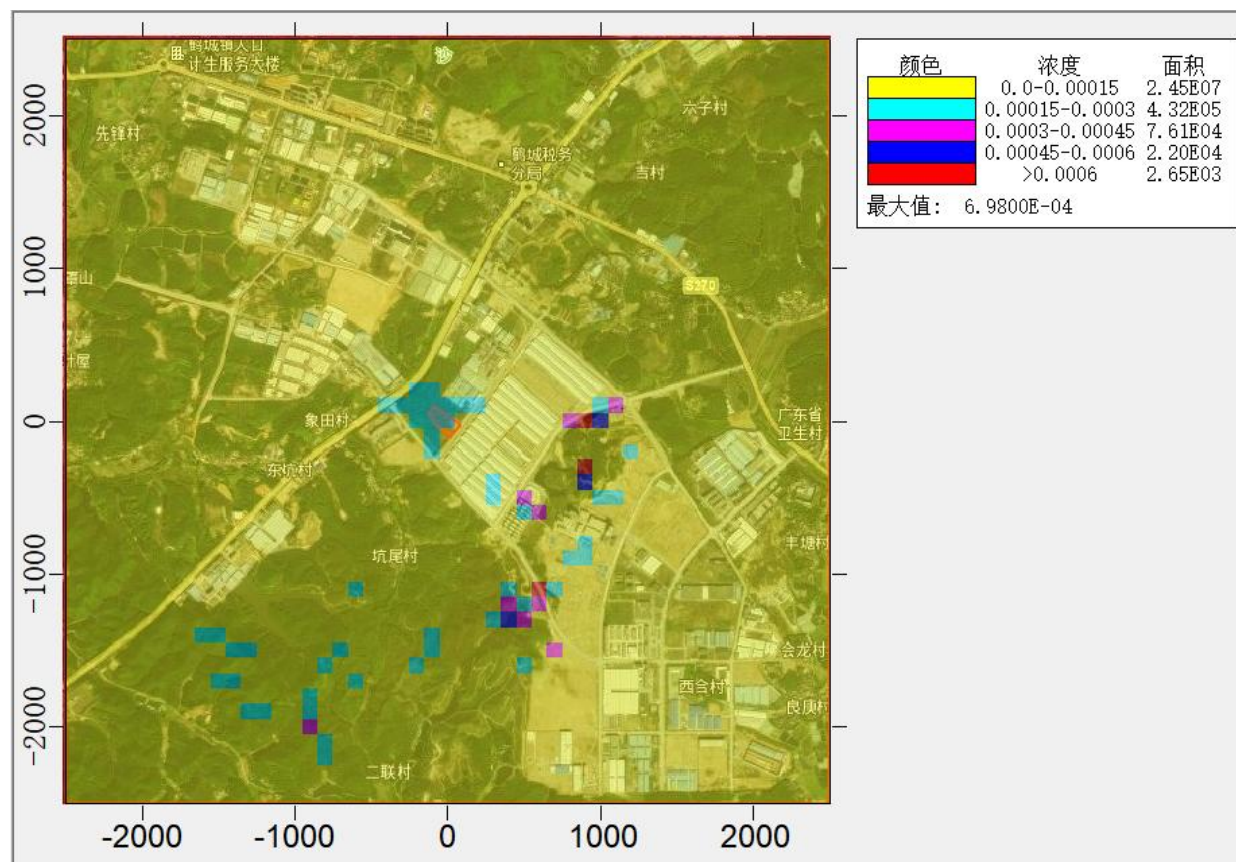 鹤城镇人口
计生服务大楼
沙
六子村
先锋村
鹤城税务
分局
吉村
S270
象田村
东坑村
广东省
卫生村
坑尾村
丰塘村
会龙村
西含村
良庚村
二联村
2000
1000
0
-1000
-2000
-2000 -1000 0 1000 2000
颜色 浓度 面积
0.0-0.00015 2.45E07
0.00015-0.0003 4.32E05
0.0003-0.00045 7.61E04
0.00045-0.0006 2.20E04
>0.0006 2.65E03
最大值: 6.9800E-04